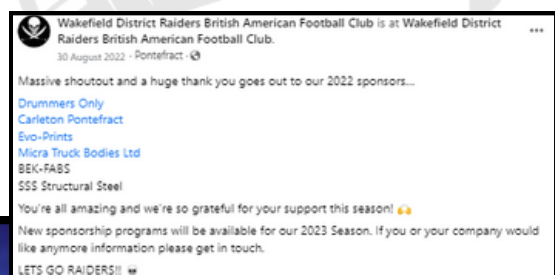 Wakefield District Raiders British American Football Club is at Wakefield District
Raiders British American Football Club.
30 August 2022 · Pontefract ·
Massive shoutout and a huge thank you goes out to our 2022 sponsors...
Drummers Only
Carleton Pontefract
Evo-Prints
Micra Truck Bodies Ltd
BEK-FABS
SSS Structural Steel
You're all amazing and we're so grateful for your support this season! 🙌
New sponsorship programs will be available for our 2023 Season. If you or your company would
like anymore information please get in touch.
LETS GO RAIDERS!! ☠